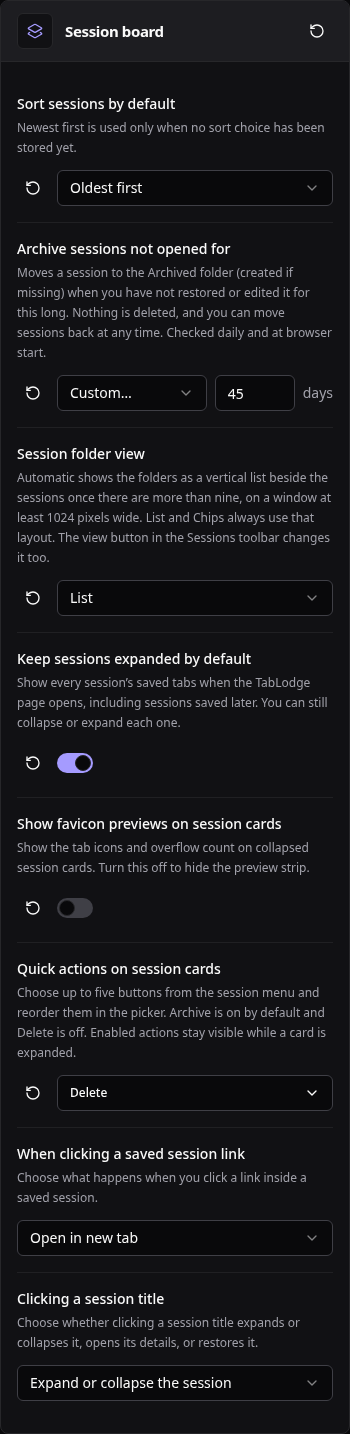 Session board
Sort sessions by default
Newest first is used only when no sort choice has been
stored yet.
Oldest first
Archive sessions not opened for
Moves a session to the Archived folder (created if
missing) when you have not restored or edited it for
this long. Nothing is deleted, and you can move
sessions back at any time. Checked daily and at browser
start.
Custom... 45 days
Session folder view
Automatic shows the folders as a vertical list beside the
sessions once there are more than nine, on a window at
least 1024 pixels wide. List and Chips always use that
layout. The view button in the Sessions toolbar changes
it too.
List
Keep sessions expanded by default
Show every session's saved tabs when the TabLodge
page opens, including sessions saved later. You can still
collapse or expand each one.
Show favicon previews on session cards
Show the tab icons and overflow count on collapsed
session cards. Turn this off to hide the preview strip.
Quick actions on session cards
Choose up to five buttons from the session menu and
reorder them in the picker. Archive is on by default and
Delete is off. Enabled actions stay visible while a card is
expanded.
Delete
When clicking a saved session link
Choose what happens when you click a link inside a
saved session.
Open in new tab
Clicking a session title
Choose whether clicking a session title expands or
collapses it, opens its details, or restores it.
Expand or collapse the session